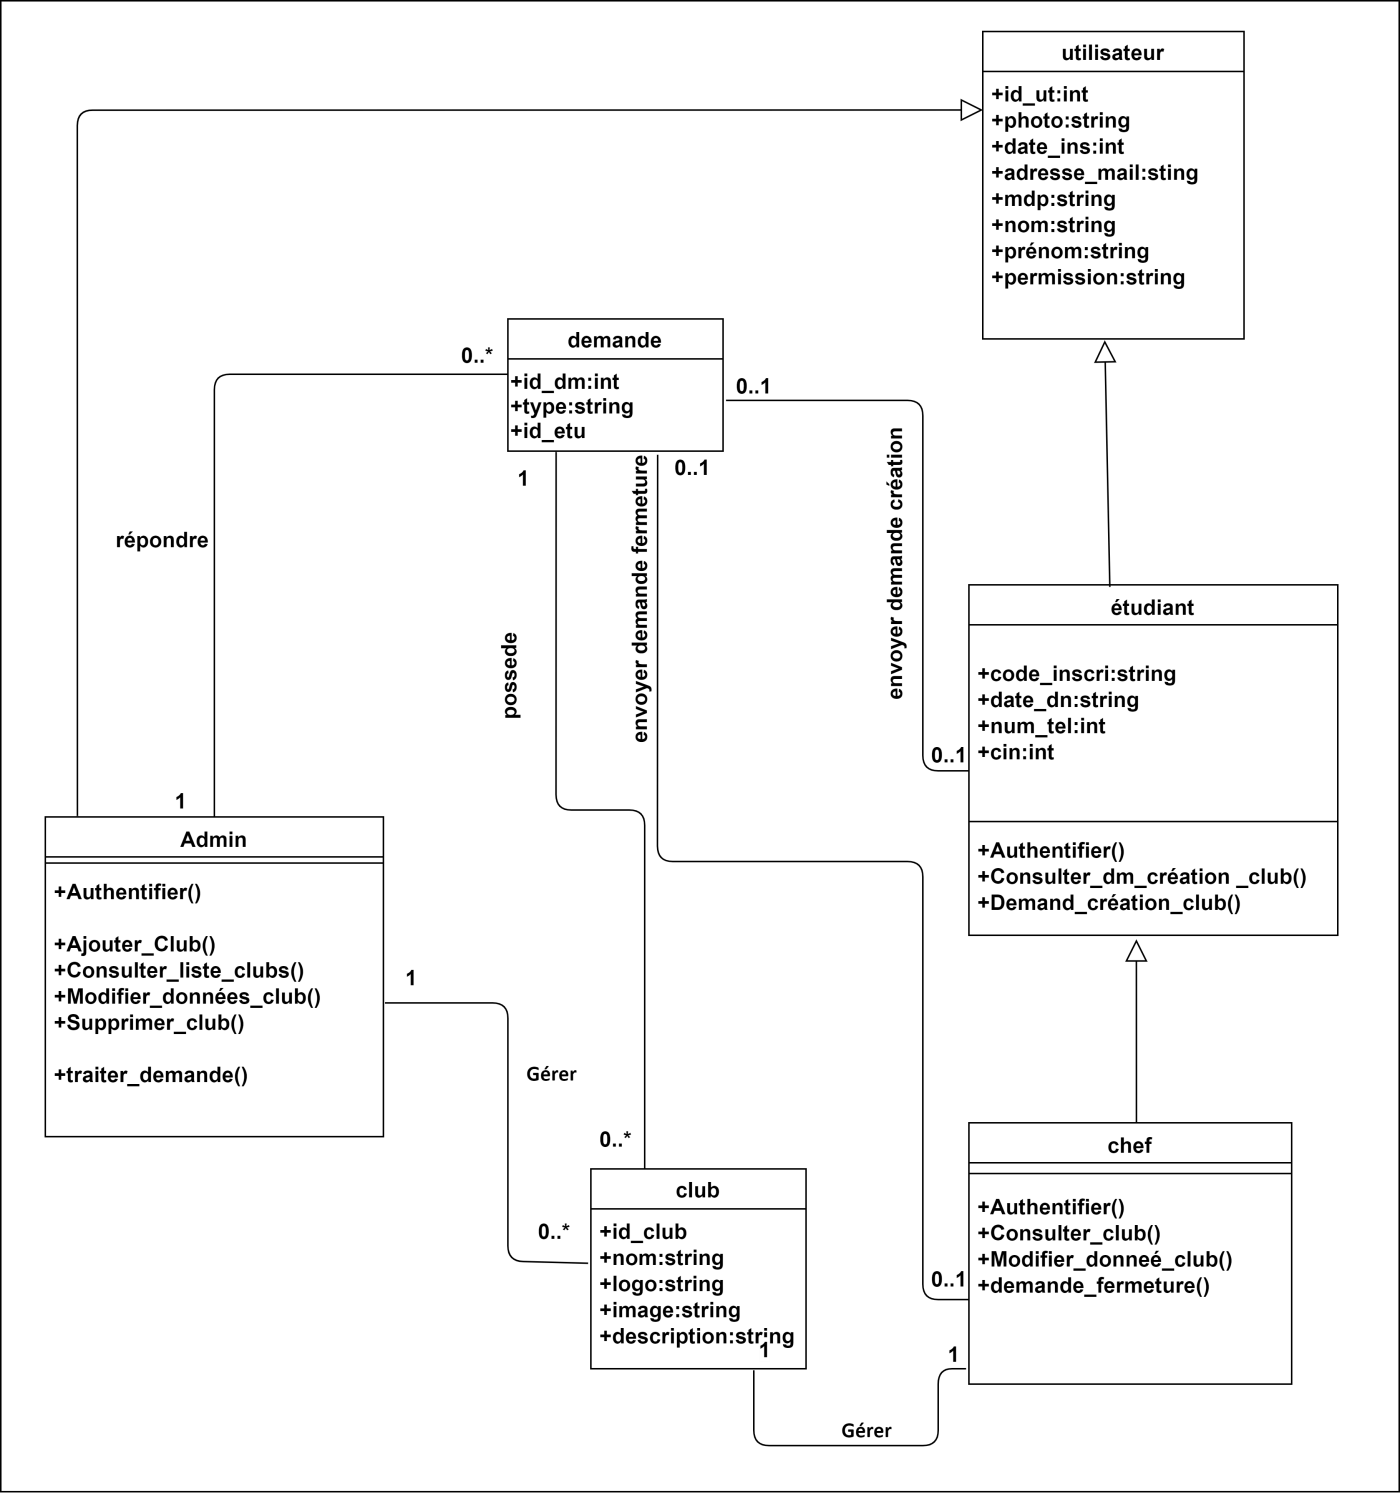 utilisateur
+id_ut:int
+photo:string
+date_ins:int
+adresse_mail:sting
+mdp:string
+nom:string
+prénom:string
+permission:string
demande
+id_dm:int
+type:string
+id_etu
0..*
0..1
1
0..1
répondre
possede
envoyer demande fermeture
envoyer demande création
étudiant
+code_inscri:string
+date_dn:string
+num_tel:int
+cin:int
+Authentifier()
+Consulter_dm_création _club()
+Demand_création_club()
0..1
1
Admin
+Authentifier()
+Ajouter_Club()
+Consulter_liste_clubs()
+Modifier_données_club()
+Supprimer_club()
+traiter_demande()
1
Gérer
0..*
0..*
club
+id_club
+nom:string
+logo:string
+image:string
+description:string
1
chef
+Authentifier()
+Consulter_club()
+Modifier_donneé_club()
+demande_fermeture()
0..1
1
Gérer